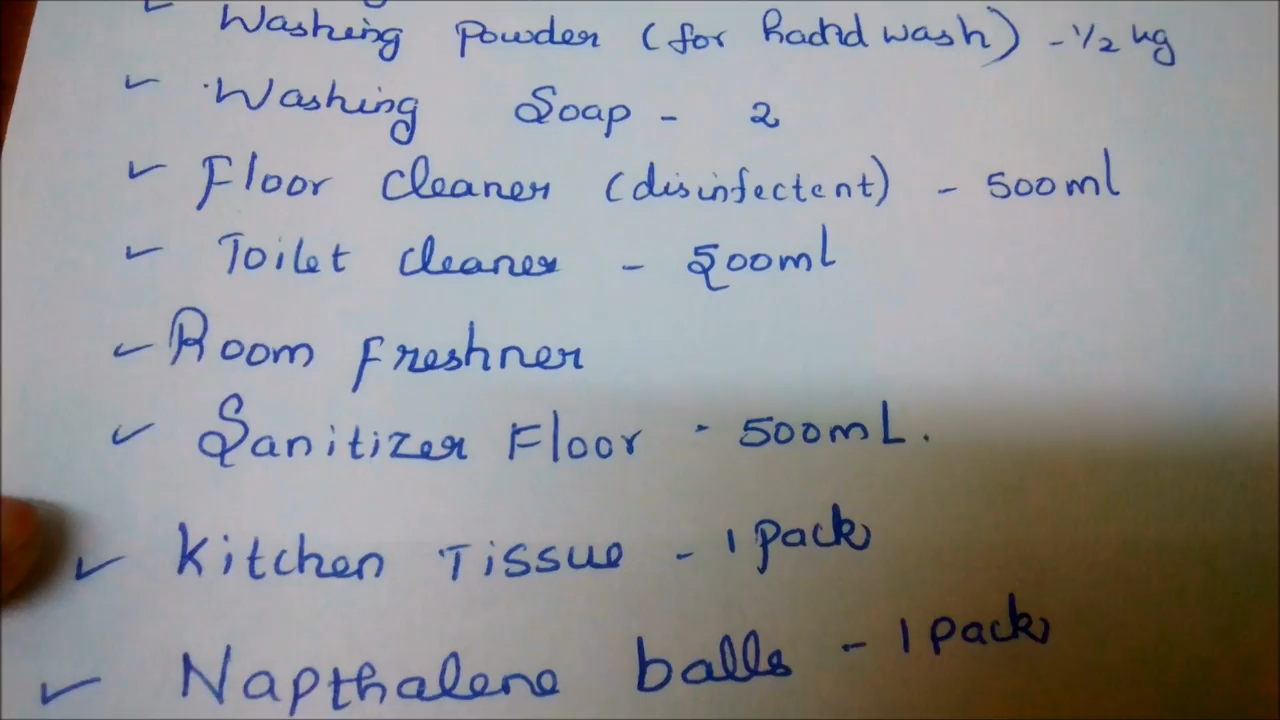 Washing Powder (for hand wash) - 1/2 kg
Washing Soap - 2
Floor cleaner (disinfectent) - 500ml
Toilet cleaner - 500ml
Room Freshner
Sanitizer Floor - 500mL.
Kitchen Tissue - 1 pack
Napthalene balls - 1 pack